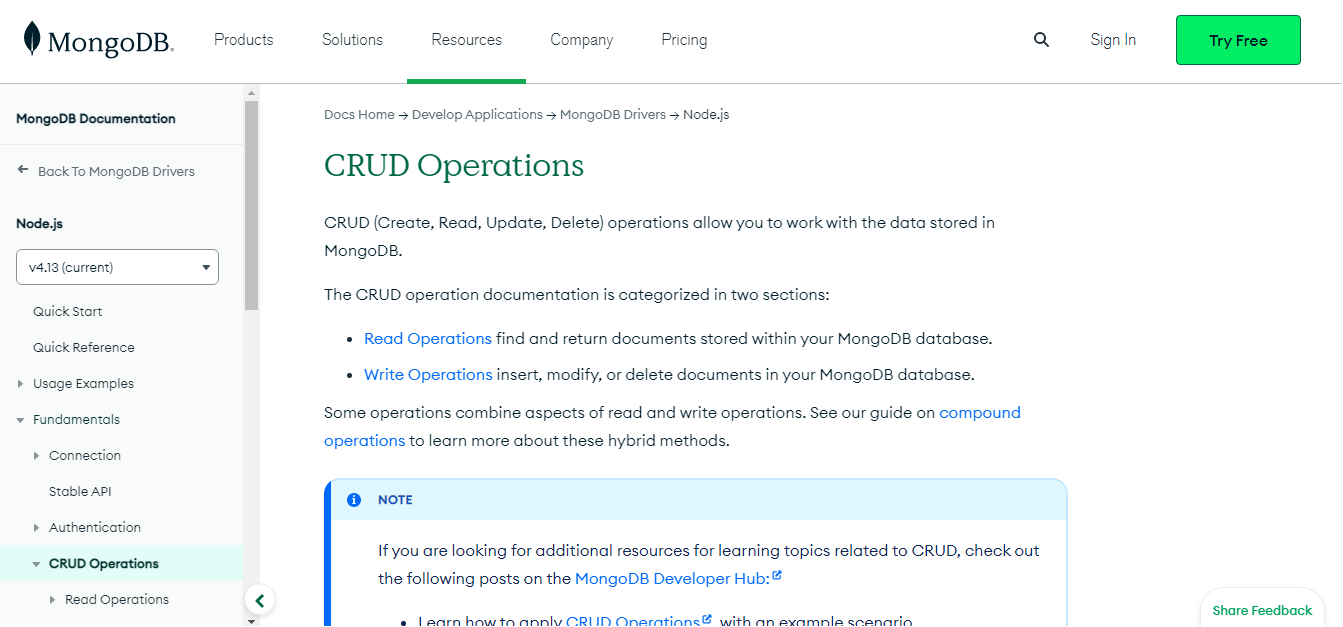 MongoDB.
Products
Solutions
Resources
Company
Pricing
Sign In
Try Free
MongoDB Documentation
Back To MongoDB Drivers
Node.js
v4.13 (current)
Quick Start
Quick Reference
Usage Examples
Fundamentals
Connection
Stable API
Authentication
CRUD Operations
Read Operations
Docs Home → Develop Applications → MongoDB Drivers → Node.js
CRUD Operations
CRUD (Create, Read, Update, Delete) operations allow you to work with the data stored in
MongoDB.
The CRUD operation documentation is categorized in two sections:
• Read Operations find and return documents stored within your MongoDB database.
• Write Operations insert, modify, or delete documents in your MongoDB database.
Some operations combine aspects of read and write operations. See our guide on compound
operations to learn more about these hybrid methods.
NOTE
If you are looking for additional resources for learning topics related to CRUD, check out
the following posts on the MongoDB Developer Hub:
• Learn how to apply CRUD Operations with an example scenario
Share Feedback